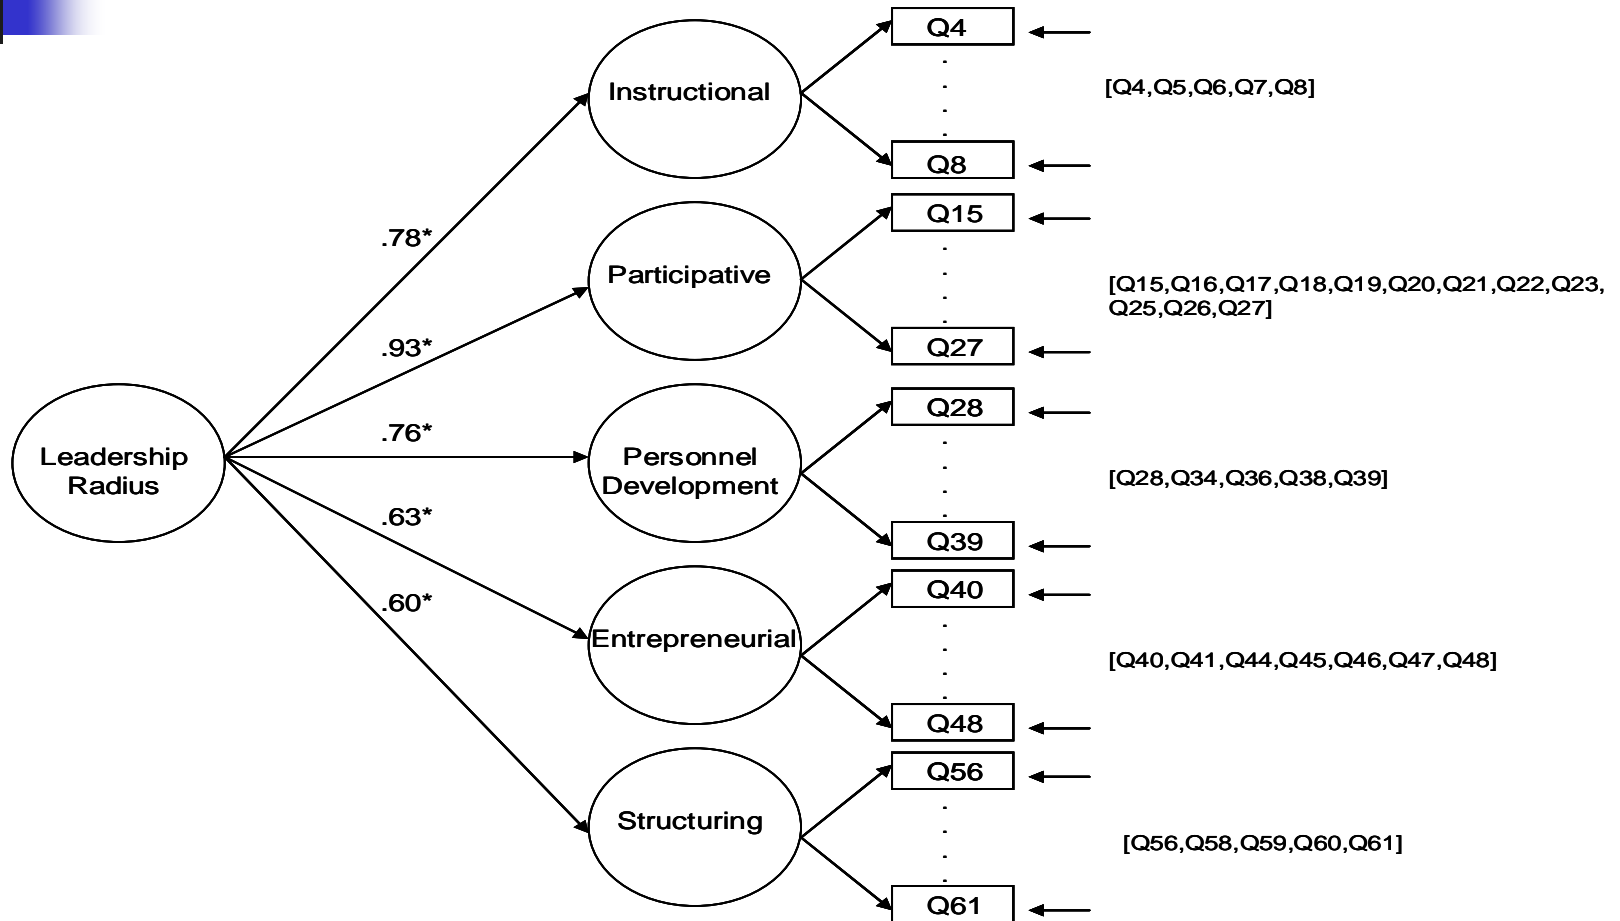 Q4
Instructional
[Q4,Q5,Q6,Q7,Q8]
Q8
Q15
.78*
Participative
[Q15,Q16,Q17,Q18,Q19,Q20,Q21,Q22,Q23,
Q25,Q26,Q27]
.93*
Q27
Q28
.76*
Leadership
Radius
Personnel
Development
[Q28,Q34,Q36,Q38,Q39]
.63*
Q39
Q40
.60*
Entrepreneurial
[Q40,Q41,Q44,Q45,Q46,Q47,Q48]
Q48
Q56
Structuring
[Q56,Q58,Q59,Q60,Q61]
Q61